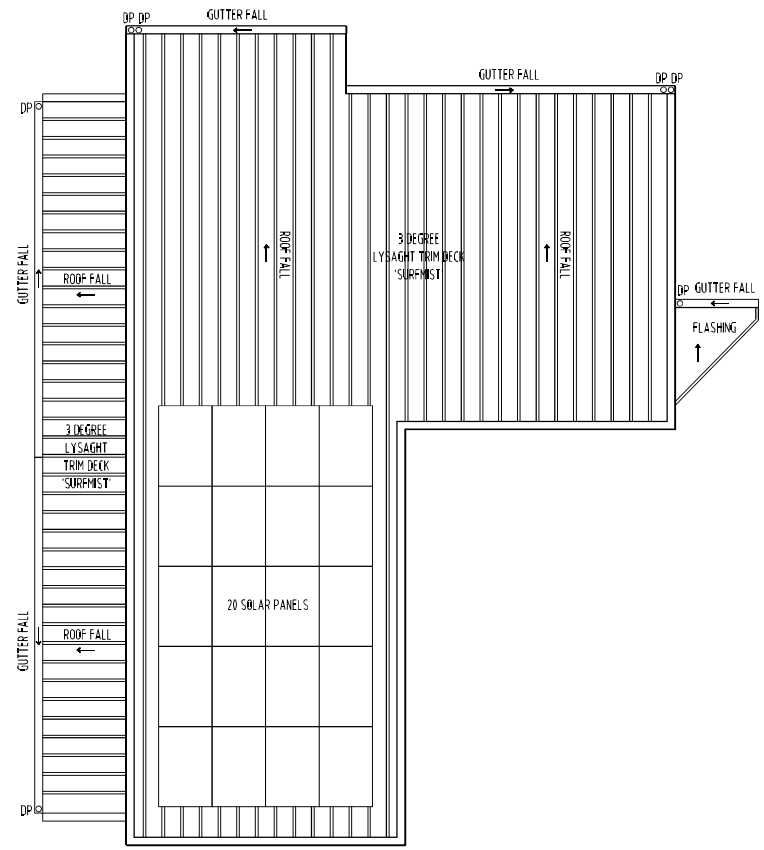 GUTTER FALL
DP DP
GUTTER FALL
DP DP
DP
GUTTER FALL
ROOF FALL
ROOF FALL
3 DEGREE
LYSAGHT TRIM DECK
'SURFMIST
ROOF FALL
GUTTER FALL
DP
FLASHING
3 DEGREE
LYSAGHT
TRIM DECK
'SURFMIST'
20 SOLAR PANELS
GUTTER FALL
ROOF FALL
DP